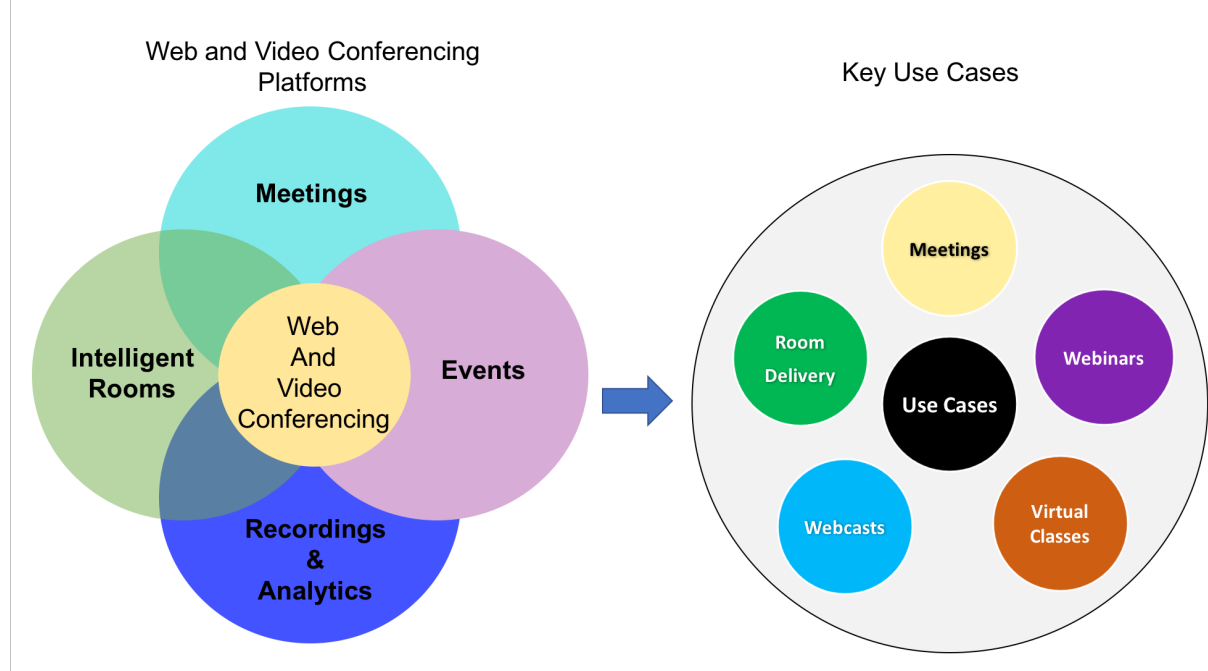 Web and Video Conferencing
Platforms
Key Use Cases
Meetings
Intelligent
Rooms
Web
And
Video
Conferencing
Events
Recordings
&
Analytics
Meetings
Room
Delivery
Webinars
Use Cases
Webcasts
Virtual
Classes